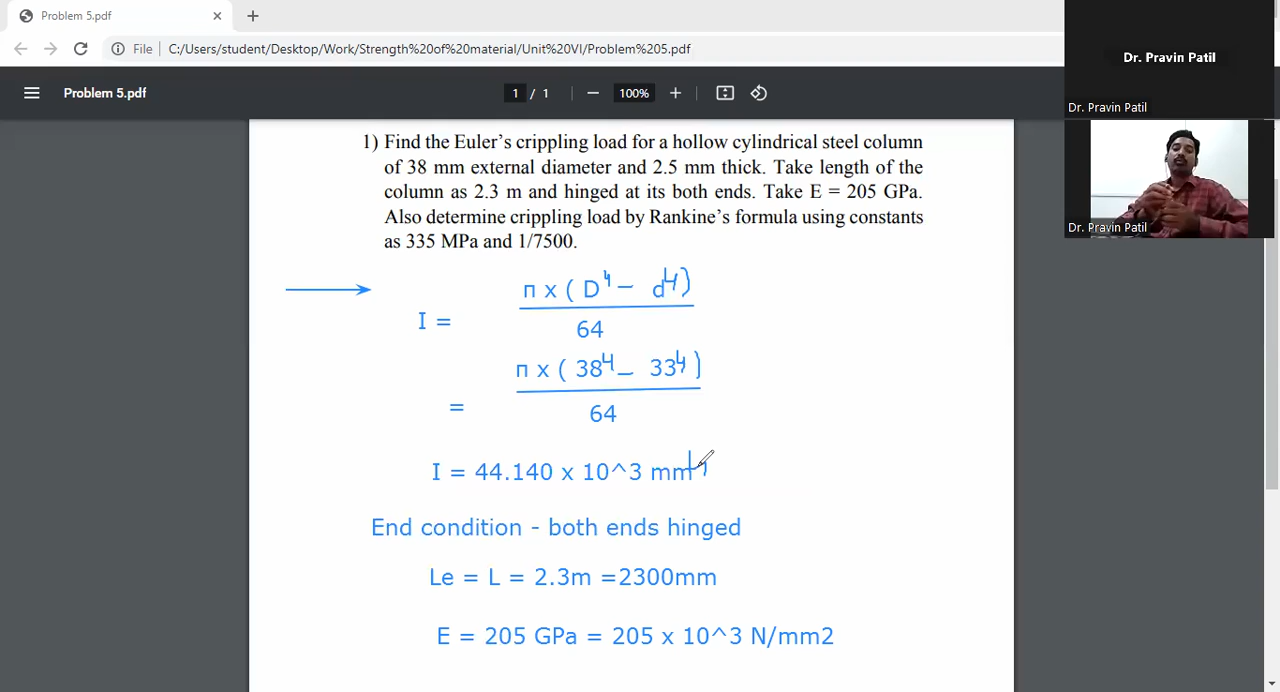 Problem 5.pdf
File C:/Users/student/Desktop/Work/Strength%20of%20material/Unit%20VI/Problem%205.pdf
Problem 5.pdf
1 / 1
100%
Dr. Pravin Patil
Dr. Pravin Patil
Dr. Pravin Patil
1) Find the Euler's crippling load for a hollow cylindrical steel column
of 38 mm external diameter and 2.5 mm thick. Take length of the
column as 2.3 m and hinged at its both ends. Take E = 205 GPa.
Also determine crippling load by Rankine's formula using constants
as 335 MPa and 1/7500.
π x ( D⁴ – d⁴)
I =
64
π x ( 38⁴ – 33⁴ )
=
64
I = 44.140 x 10^3 mm⁴
End condition - both ends hinged
Le = L = 2.3m =2300mm
E = 205 GPa = 205 x 10^3 N/mm2